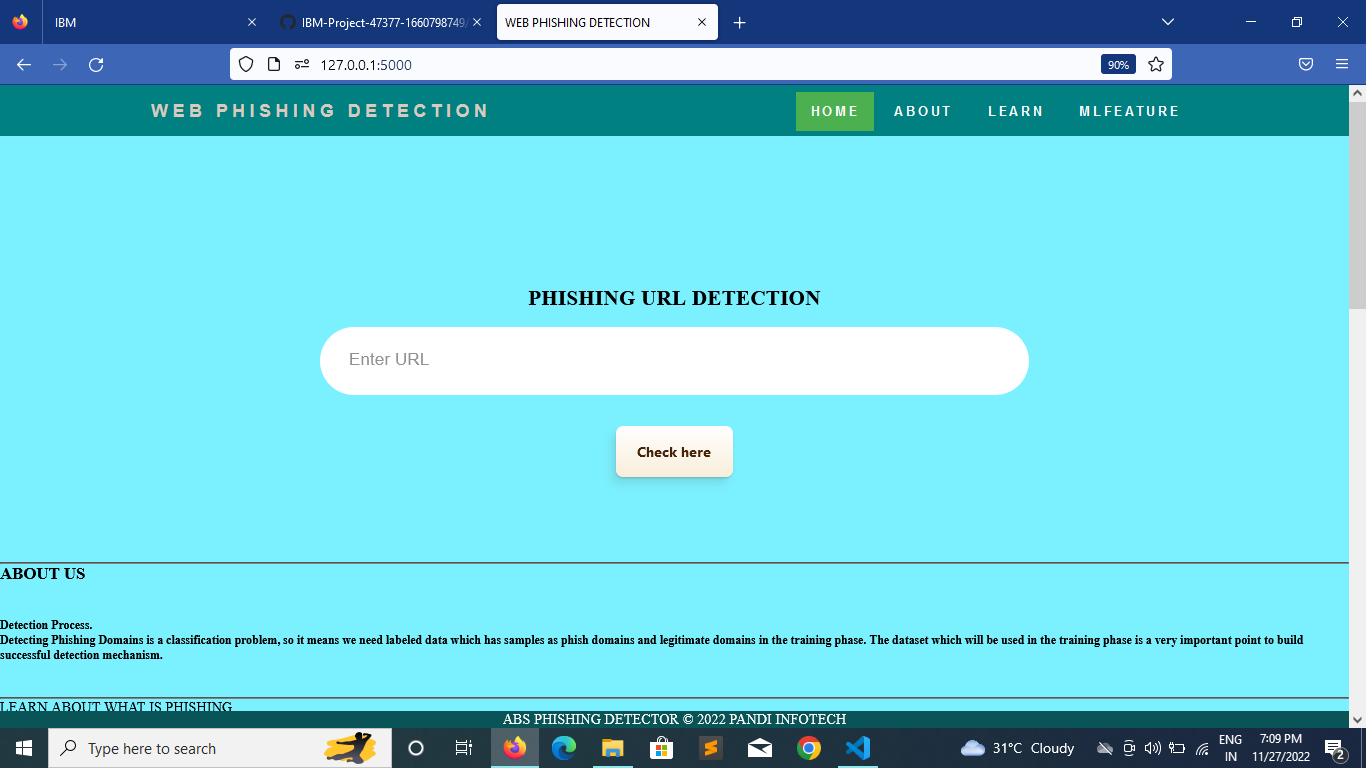 IBM
IBM-Project-47377-1660798749/
WEB PHISHING DETECTION
127.0.0.1:5000
90%
WEB PHISHING DETECTION
HOME
ABOUT
LEARN
MLFEATURE
PHISHING URL DETECTION
Enter URL
Check here
ABOUT US
Detection Process.
Detecting Phishing Domains is a classification problem, so it means we need labeled data which has samples as phish domains and legitimate domains in the training phase. The dataset which will be used in the training phase is a very important point to build
successful detection mechanism.
LEARN ABOUT WHAT IS PHISHING
ABS PHISHING DETECTOR © 2022 PANDI INFOTECH
Type here to search
31°C Cloudy
ENG
IN
7:09 PM
11/27/2022
2